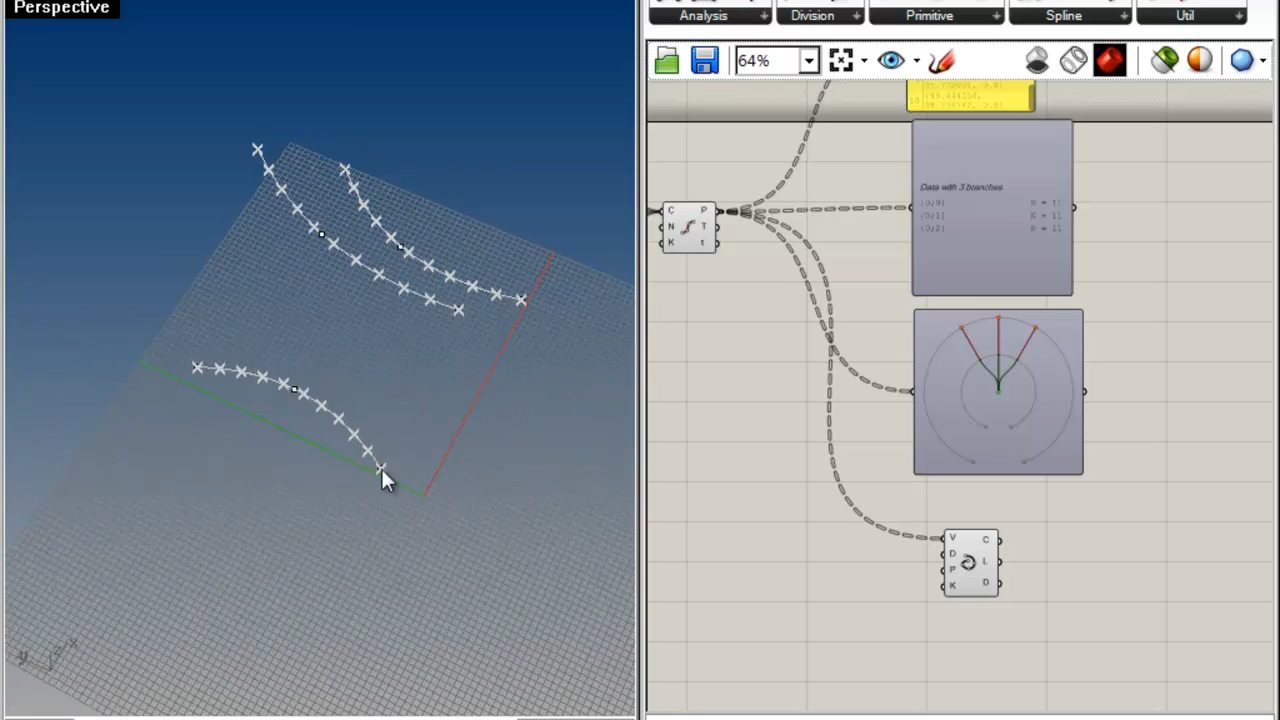 Perspective
Analysis
Division
Primitive
Spline
Util
64%
C P
N T
K t
Data with 3 branches
{0;0} N = 11
{0;1} N = 11
{0;2} N = 11
V C
D
P L
K D
y x